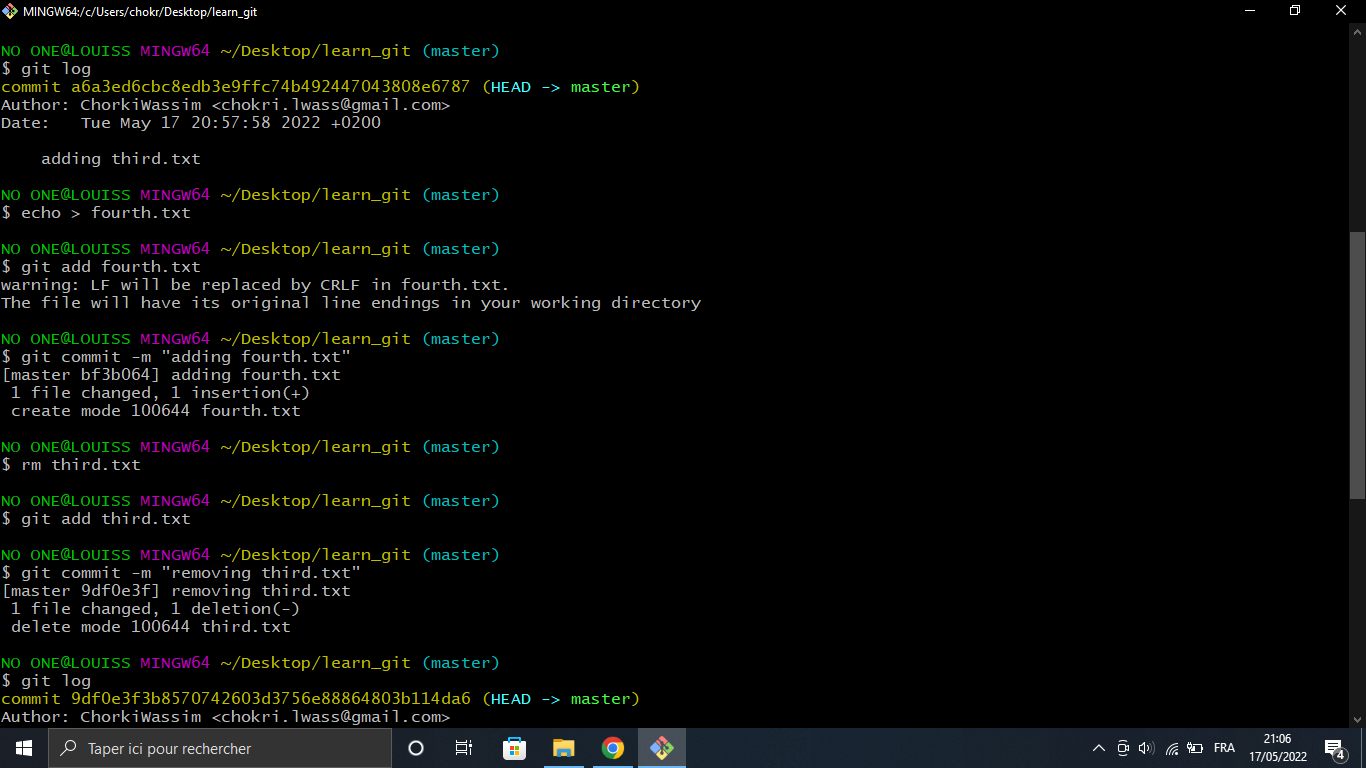 MINGW64:/c/Users/chokr/Desktop/learn_git
NO ONE@LOUISS MINGW64 ~/Desktop/learn_git (master)
$ git log
commit a6a3ed6cbc8edb3e9ffc74b492447043808e6787 (HEAD -> master)
Author: ChorkiWassim <chokri.lwass@gmail.com>
Date:   Tue May 17 20:57:58 2022 +0200
    adding third.txt
NO ONE@LOUISS MINGW64 ~/Desktop/learn_git (master)
$ echo > fourth.txt
NO ONE@LOUISS MINGW64 ~/Desktop/learn_git (master)
$ git add fourth.txt
warning: LF will be replaced by CRLF in fourth.txt.
The file will have its original line endings in your working directory
NO ONE@LOUISS MINGW64 ~/Desktop/learn_git (master)
$ git commit -m "adding fourth.txt"
[master bf3b064] adding fourth.txt
 1 file changed, 1 insertion(+)
 create mode 100644 fourth.txt
NO ONE@LOUISS MINGW64 ~/Desktop/learn_git (master)
$ rm third.txt
NO ONE@LOUISS MINGW64 ~/Desktop/learn_git (master)
$ git add third.txt
NO ONE@LOUISS MINGW64 ~/Desktop/learn_git (master)
$ git commit -m "removing third.txt"
[master 9df0e3f] removing third.txt
 1 file changed, 1 deletion(-)
 delete mode 100644 third.txt
NO ONE@LOUISS MINGW64 ~/Desktop/learn_git (master)
$ git log
commit 9df0e3f3b8570742603d3756e88864803b114da6 (HEAD -> master)
Author: ChorkiWassim <chokri.lwass@gmail.com>
Taper ici pour rechercher
FRA
21:06
17/05/2022
4